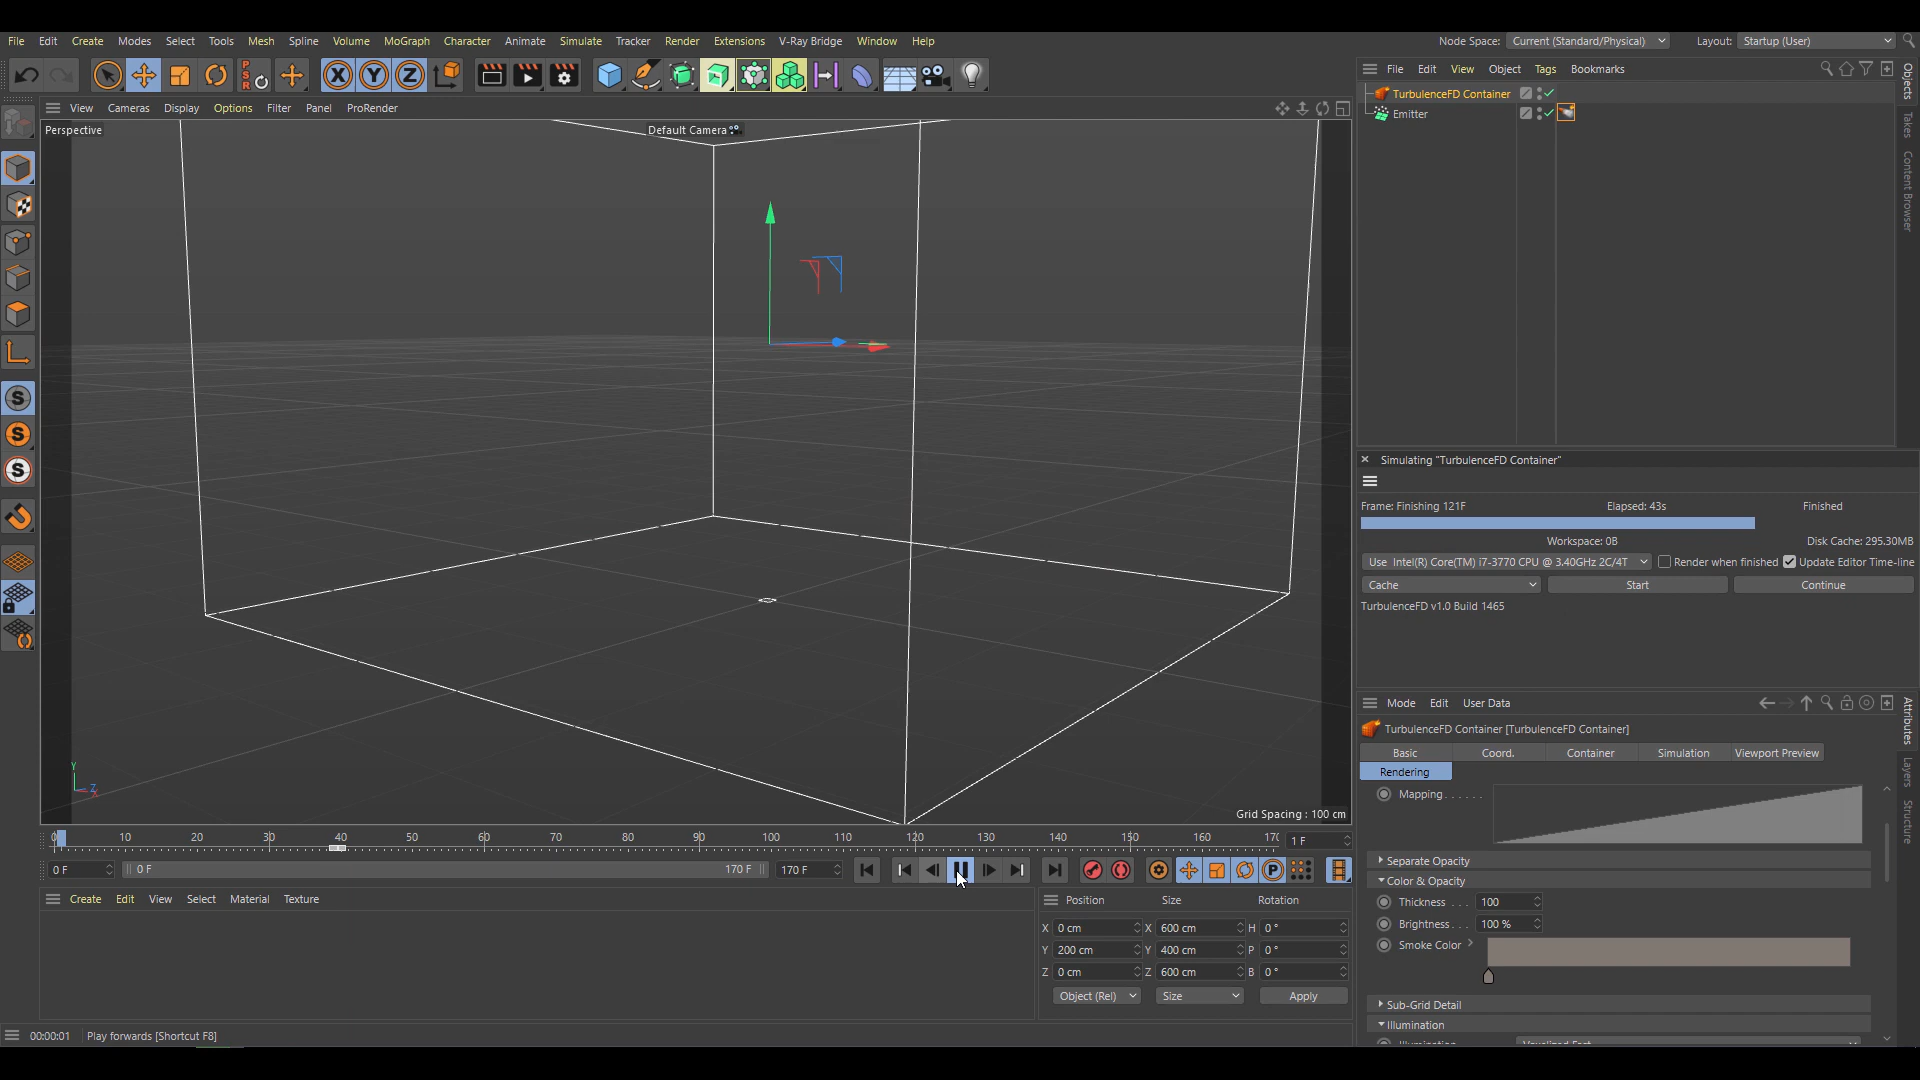 File Edit Create Modes Select Tools Mesh Spline Volume MoGraph Character Animate Simulate Tracker Render Extensions V-Ray Bridge Window Help
Node Space: Current (Standard/Physical) Layout: Startup (User)
PSR X Y Z
File Edit View Object Tags Bookmarks
View Cameras Display Options Filter Panel ProRender
Perspective
Default Camera
TurbulenceFD Container
Emitter
Objects
Takes
Content Browser
S
S
S
Simulating "TurbulenceFD Container"
Frame: Finishing 121F Elapsed: 43s Finished
Workspace: 0B Disk Cache: 295.30MB
Use Intel(R) Core(TM) i7-3770 CPU @ 3.40GHz 2C/4T Render when finished Update Editor Time-line
Cache Start Continue
TurbulenceFD v1.0 Build 1465
Mode Edit User Data
TurbulenceFD Container [TurbulenceFD Container]
Basic Coord. Container Simulation Viewport Preview
Rendering
Mapping. . . . . .
Separate Opacity
Color & Opacity
Thickness . . . 100
Brightness. . . 100 %
Smoke Color
Sub-Grid Detail
Illumination
Attributes
Layers
Structure
Y
Z
Grid Spacing : 100 cm
0 10 20 30 40 50 60 70 80 90 100 110 120 130 140 150 160 170 1 F
0 F 0 F 170 F 170 F P
Create Edit View Select Material Texture
Position Size Rotation
X 0 cm X 600 cm H 0 °
Y 200 cm Y 400 cm P 0 °
Z 0 cm Z 600 cm B 0 °
Object (Rel) Size Apply
00:00:01 Play forwards [Shortcut F8]